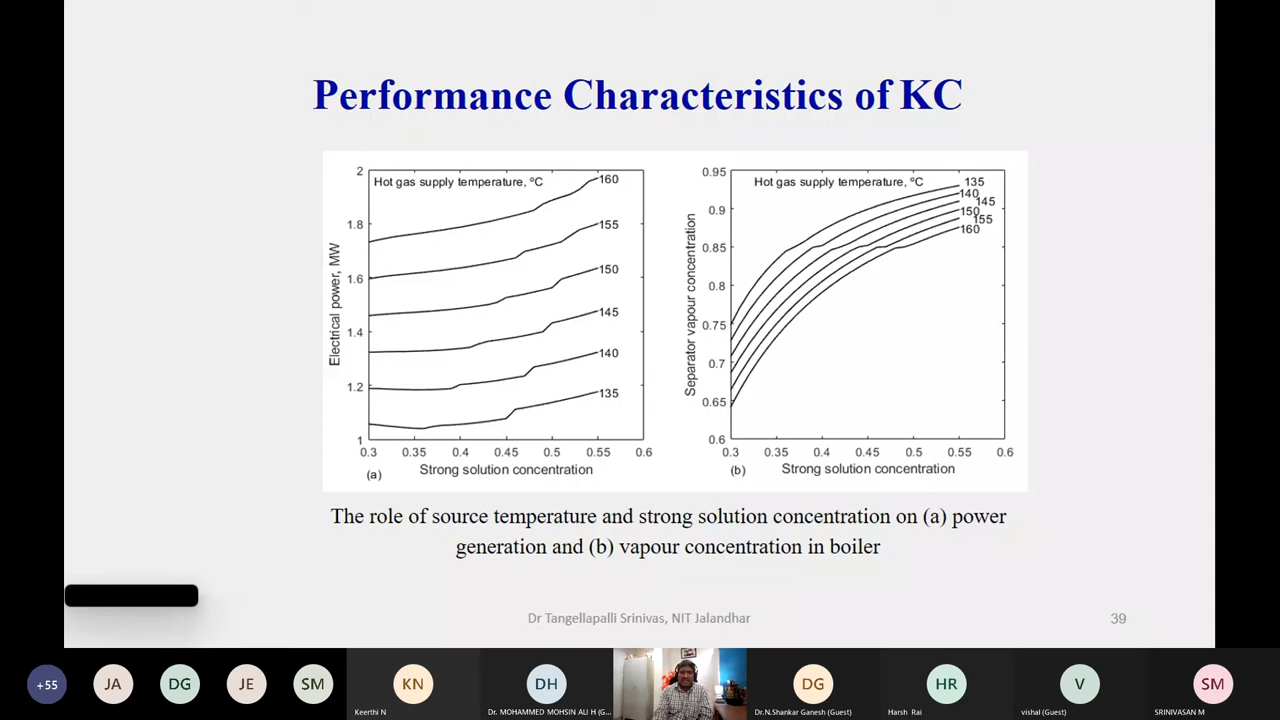 Performance Characteristics of KC
Hot gas supply temperature, ºC
2
1.8
1.6
1.4
1.2
1
Electrical power, MW
160
155
150
145
140
135
0.3 0.35 0.4 0.45 0.5 0.55 0.6
Strong solution concentration
(a)
Hot gas supply temperature, ºC
0.95
0.9
0.85
0.8
0.75
0.7
0.65
0.6
Separator vapour concentration
135
140
145
150
155
160
0.3 0.35 0.4 0.45 0.5 0.55 0.6
Strong solution concentration
(b)
The role of source temperature and strong solution concentration on (a) power
generation and (b) vapour concentration in boiler
Dr Tangellapalli Srinivas, NIT Jalandhar
39
+55 JA DG JE SM KN DH DG HR V SM
Keerthi N
Dr. MOHAMMED MOHSIN ALI H (G...
Dr.N.Shankar Ganesh (Guest)
Harsh Rai
vishal (Guest)
SRINIVASAN M